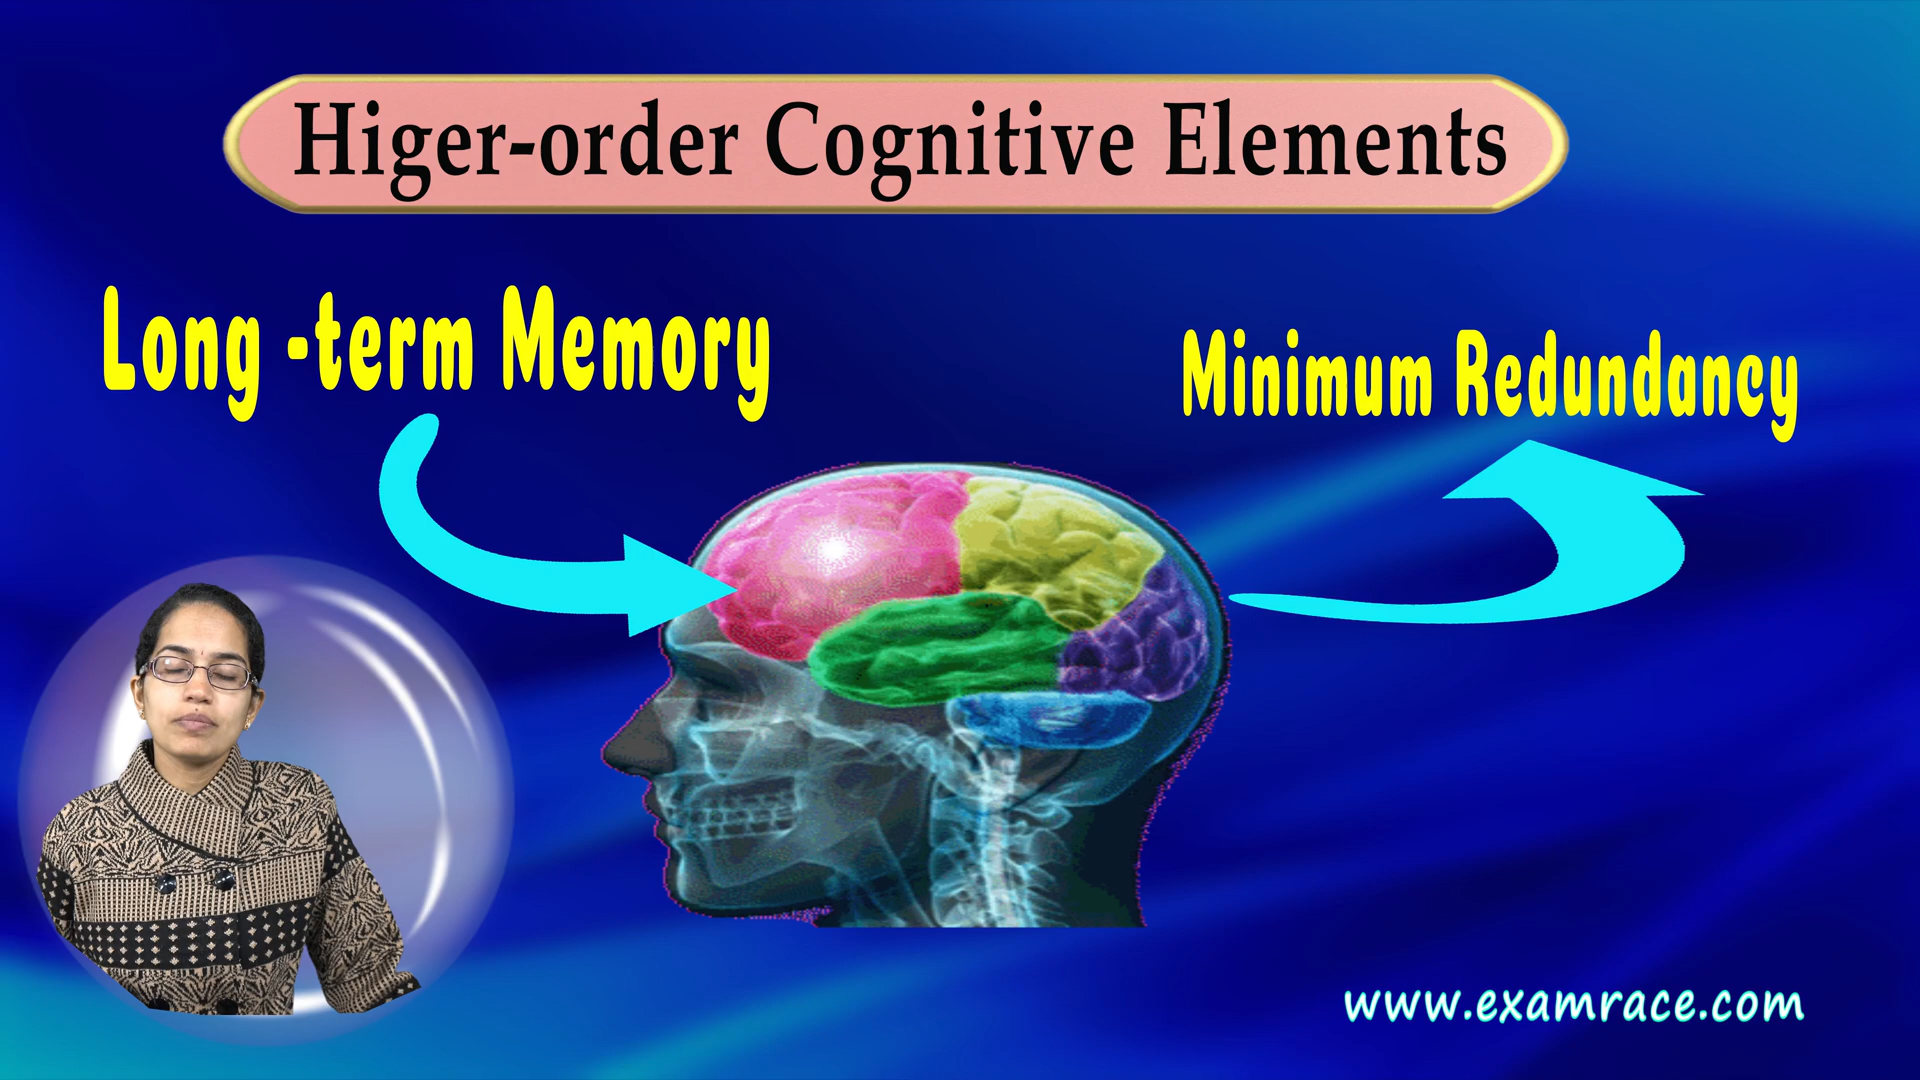 Higer-order Cognitive Elements
Long -term Memory
Minimum Redundancy
www.examrace.com